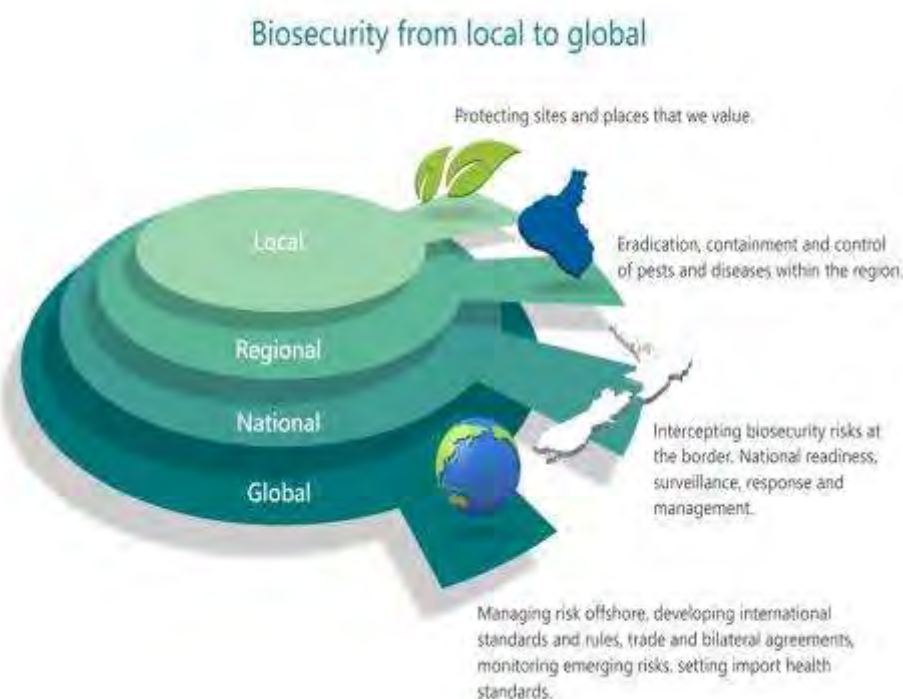 Biosecurity from local to global
Protecting sites and places that we value.
Local
Eradication, containment and control
of pests and diseases within the region.
Regional
National
Intercepting biosecurity risks at
the border. National readiness,
surveillance, response and
management.
Global
Managing risk offshore, developing international
standards and rules, trade and bilateral agreements,
monitoring emerging risks, setting import health
standards.